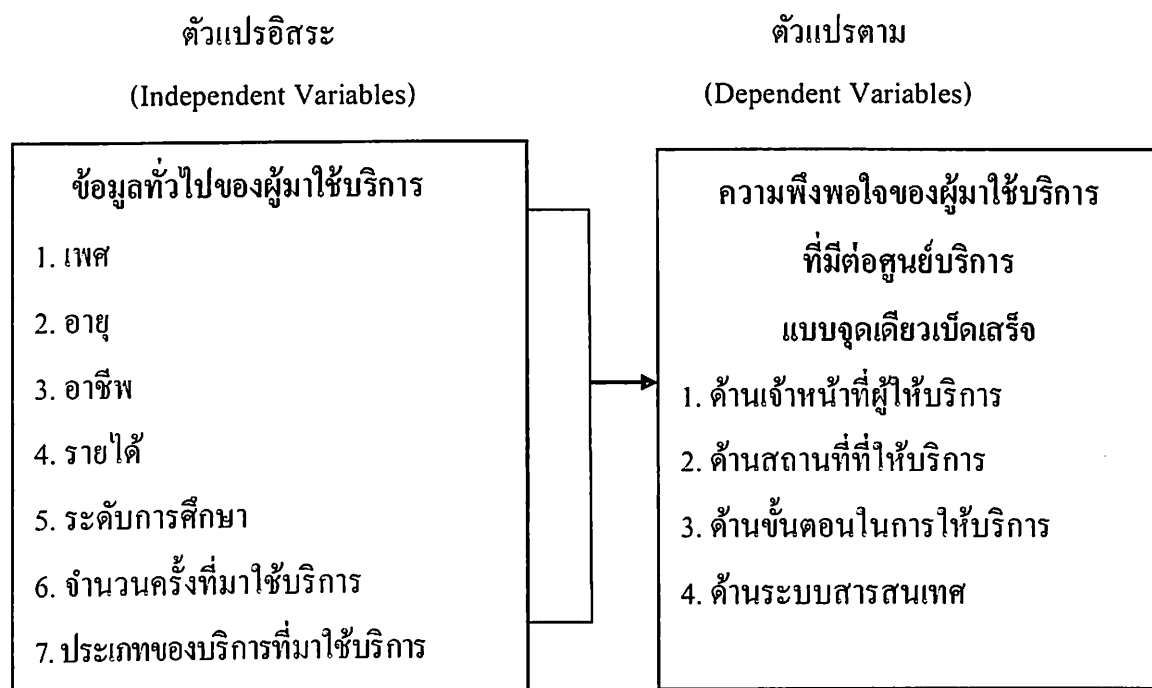 ตัวแปรอิสระ
(Independent Variables)
ข้อมูลทั่วไปของผู้มาใช้บริการ
1. เพศ
2. อายุ
3. อาชีพ
4. รายได้
5. ระดับการศึกษา
6. จำนวนครั้งที่มาใช้บริการ
7. ประเภทของบริการที่มาใช้บริการ
ตัวแปรตาม
(Dependent Variables)
ความพึงพอใจของผู้มาใช้บริการ
ที่มีต่อศูนย์บริการ
แบบจุดเดียวเบ็ดเสร็จ
1. ด้านเจ้าหน้าที่ผู้ให้บริการ
2. ด้านสถานที่ที่ให้บริการ
3. ด้านขั้นตอนในการให้บริการ
4. ด้านระบบสารสนเทศ